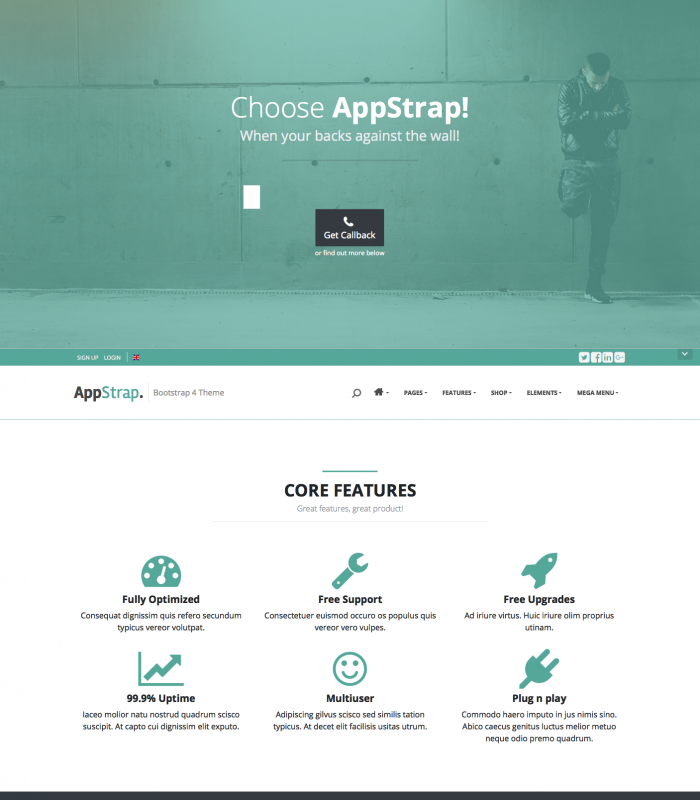 Choose AppStrap!
When your backs against the wall!
Get Callback
or find out more below
SIGN UP LOGIN
AppStrap. Bootstrap 4 Theme
PAGES FEATURES SHOP ELEMENTS MEGA MENU
CORE FEATURES
Great features, great product!
Fully Optimized
Consequat dignissim quis refero secundum
typicus vereor volutpat.
Free Support
Consectetuer euismod occuro os populus quis
vereor vero vulpes.
Free Upgrades
Ad iriure virtus. Huic iriure olim proprius
utinam.
99.9% Uptime
Iaceo molior natu nostrud quadrum scisco
suscipit. At capto cui dignissim elit exputo.
Multiuser
Adipiscing gilvus scisco sed similis tation
typicus. At decet elit facilisis usitas utrum.
Plug n play
Commodo haero imputo in jus nimis sino.
Abico caecus genitus luctus melior metuo
neque odio premo quadrum.